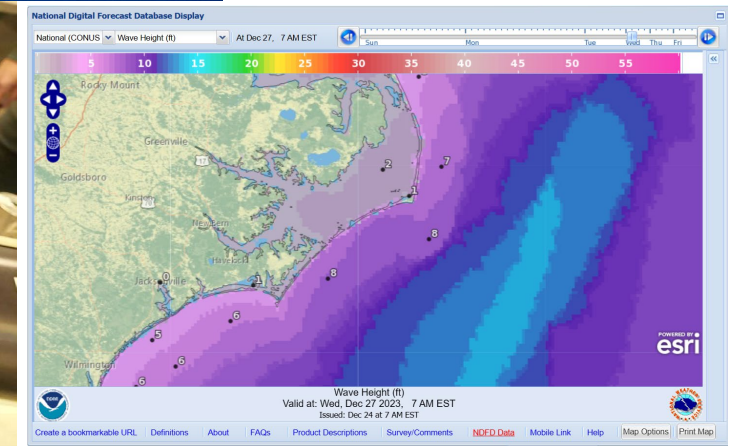 National Digital Forecast Database Display
National (CONUS Wave Height (ft) At Dec 27, 7 AM EST Sun Mon Tue Wed Thu Fri
5 10 15 20 25 30 35 40 45 50 55
Rocky Mount
Greenville
17
2
7
Goldsboro
Kinston
1
New Bern
8
Havelock
0
Jacksonville
1
8
6
5
Wilmington
6
6
POWERED BY
esri
Wave Height (ft)
Valid at: Wed, Dec 27 2023, 7 AM EST
Issued: Dec 24 at 7 AM EST
Create a bookmarkable URL Definitions About FAQs Product Descriptions Survey/Comments NDFD Data Mobile Link Help Map Options Print Map